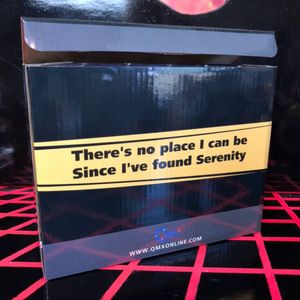 There's no place I can be
Since I've found Serenity
WWW.QMXONLINE.COM